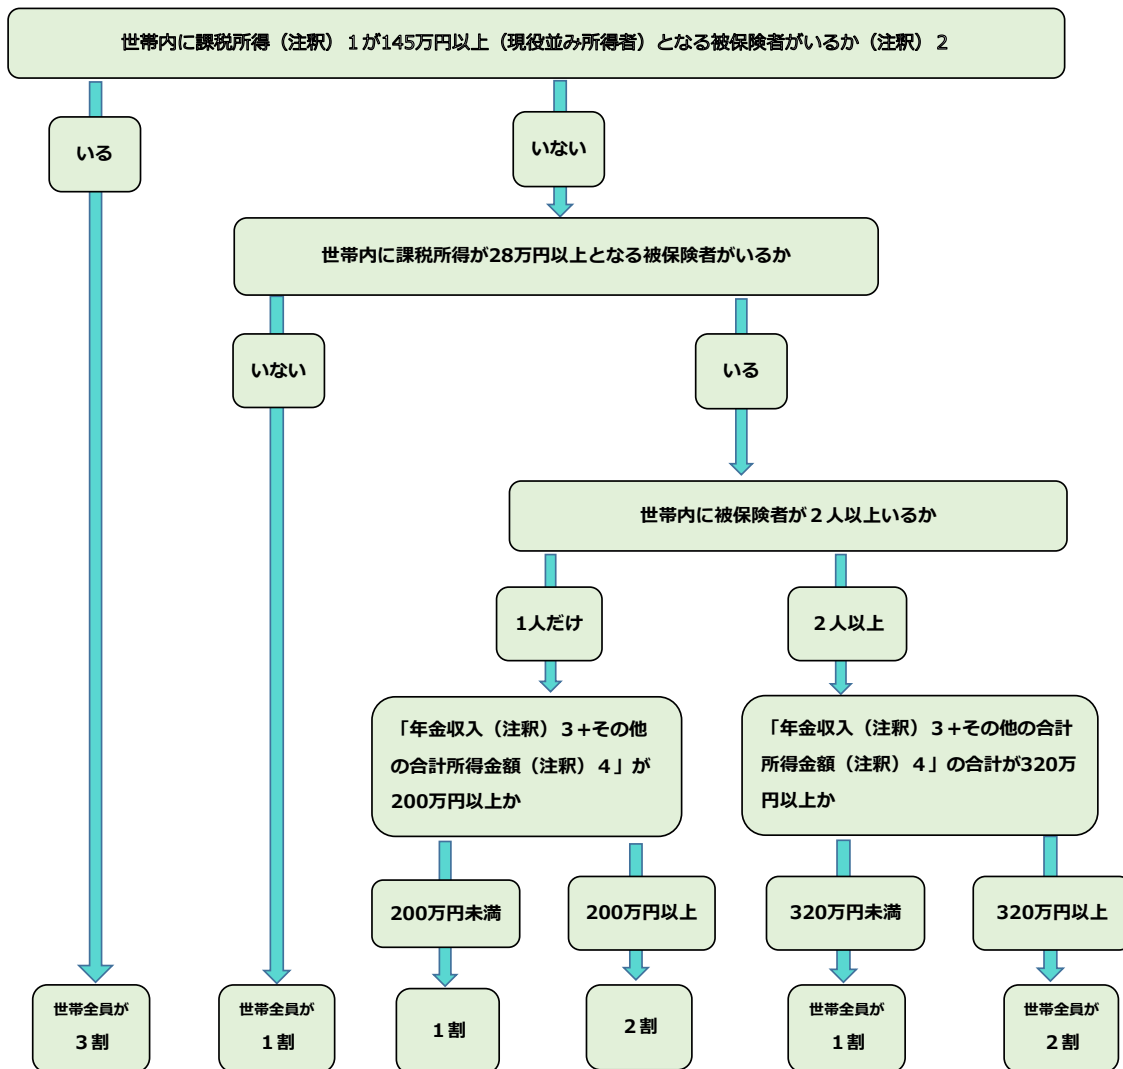 世帯内に課税所得（注釈）１が145万円以上（現役並み所得者）となる被保険者がいるか（注釈）２
いる
いない
世帯内に課税所得が28万円以上となる被保険者がいるか
いない
いる
世帯内に被保険者が２人以上いるか
1人だけ
２人以上
「年金収入（注釈）３+その他
の合計所得金額（注釈）４」が
200万円以上か
「年金収入（注釈）３+その他の合計
所得金額（注釈）４」の合計が320万
円以上か
200万円未満
200万円以上
320万円未満
320万円以上
世帯全員が
３割
世帯全員が
１割
１割
２割
世帯全員が
１割
世帯全員が
２割